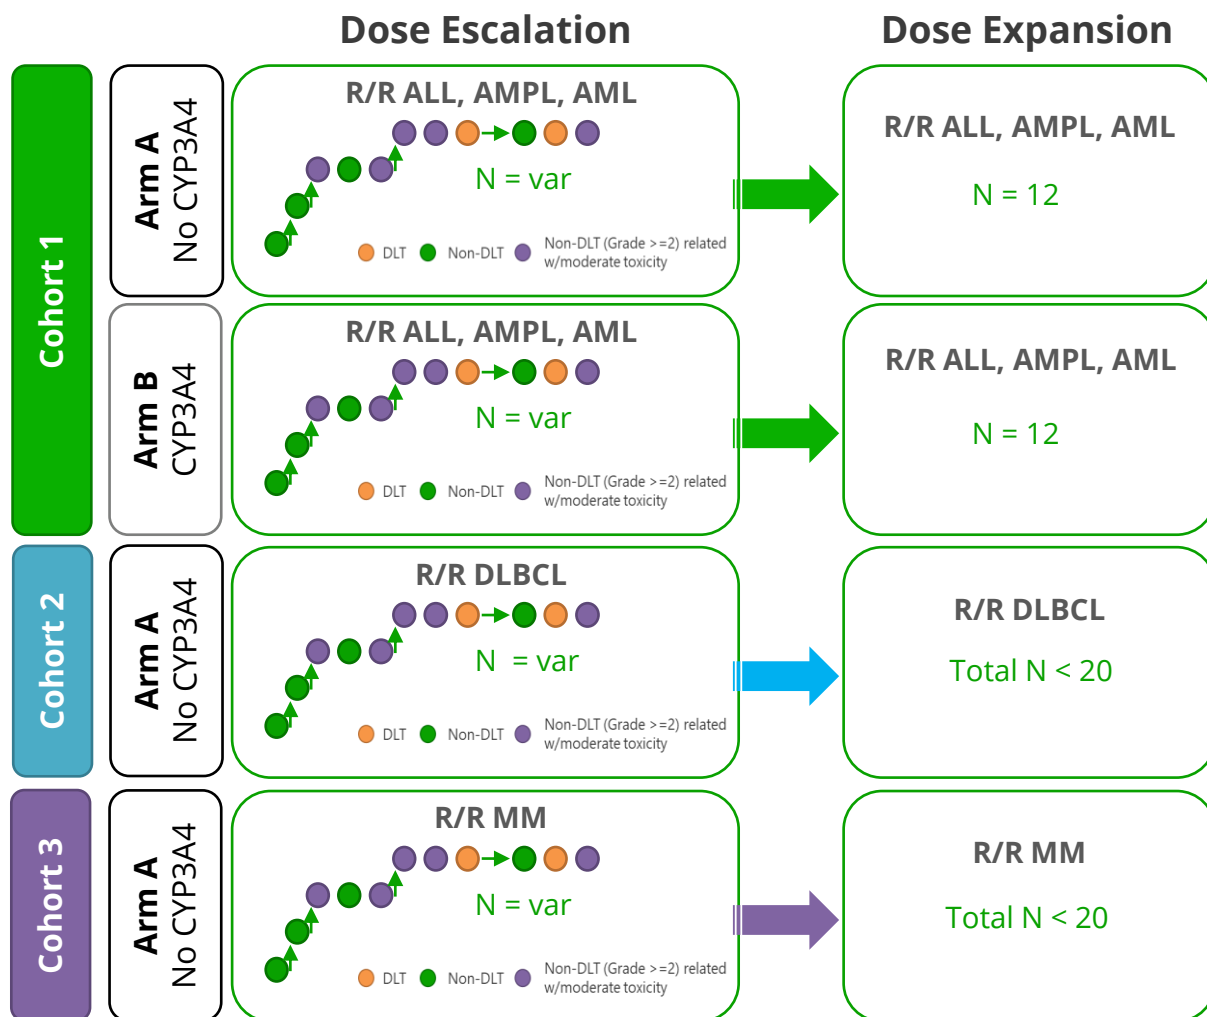 Dose Escalation
Dose Expansion
Cohort 1
Arm A
No CYP3A4
R/R ALL, AMPL, AML
N = var
DLT
Non-DLT
Non-DLT (Grade >=2) related
w/moderate toxicity
R/R ALL, AMPL, AML
N = 12
Arm B
CYP3A4
R/R ALL, AMPL, AML
N = var
DLT
Non-DLT
Non-DLT (Grade >=2) related
w/moderate toxicity
R/R ALL, AMPL, AML
N = 12
Cohort 2
Arm A
No CYP3A4
R/R DLBCL
N = var
DLT
Non-DLT
Non-DLT (Grade >=2) related
w/moderate toxicity
R/R DLBCL
Total N < 20
Cohort 3
Arm A
No CYP3A4
R/R MM
N = var
DLT
Non-DLT
Non-DLT (Grade >=2) related
w/moderate toxicity
R/R MM
Total N < 20